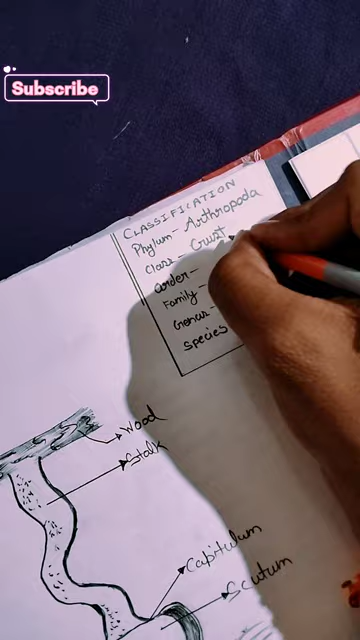 Subscribe
CLASSIFICATION
Phylum - Arthropoda
Class - Crust
Order -
Family -
Genus -
Species
Wood
Stalk
Capitulum
Scutum